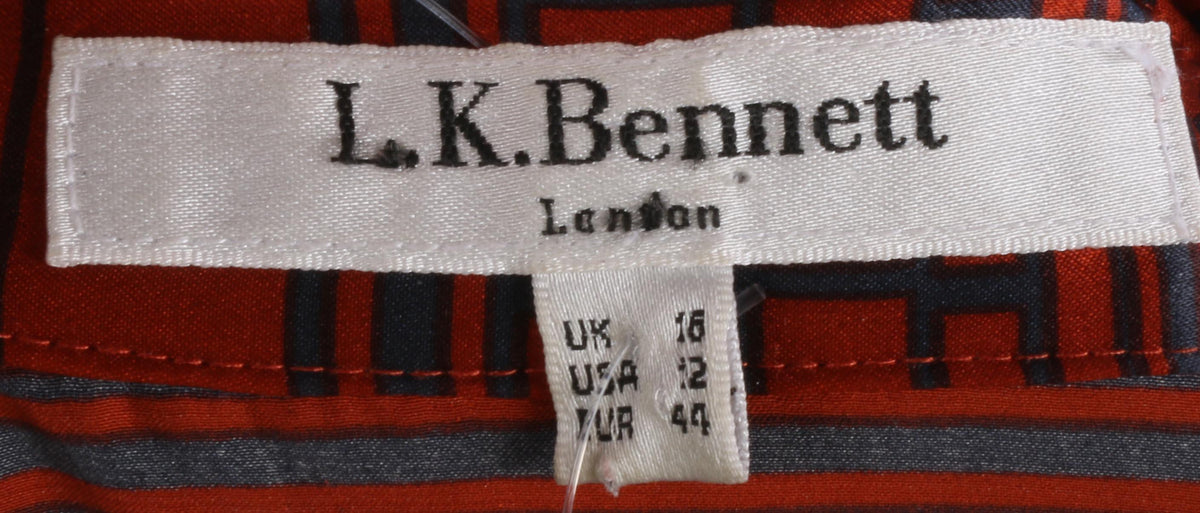 L.K.Bennett
London
UK 16
USA 12
EUR 44